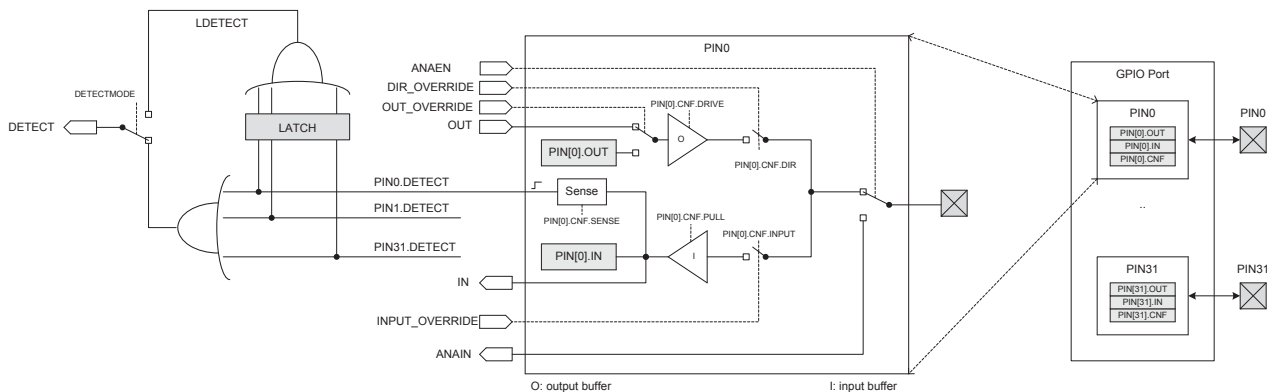 LDETECT
DETECTMODE
DETECT
LATCH
PIN0.DETECT
PIN1.DETECT
PIN31.DETECT
PIN0
ANAEN
DIR_OVERRIDE
OUT_OVERRIDE
OUT
PIN[0].CNF.DRIVE
O
PIN[0].OUT
PIN[0].CNF.DIR
Sense
PIN[0].CNF.SENSE
PIN[0].CNF.PULL
PIN[0].CNF.INPUT
PIN[0].IN
I
IN
INPUT_OVERRIDE
ANAIN
O: output buffer
I: input buffer
GPIO Port
PIN0
PIN[0].OUT
PIN[0].IN
PIN[0].CNF
PIN0
..
PIN31
PIN[31].OUT
PIN[31].IN
PIN[31].CNF
PIN31